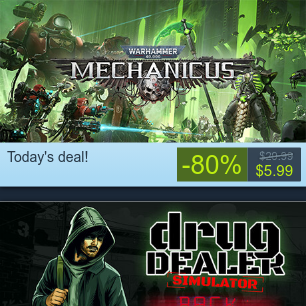 WARHAMMER
40,000
MECHANICUS
Today's deal!
-80%
$29.99
$5.99
drug
DEALER
SIMULATOR